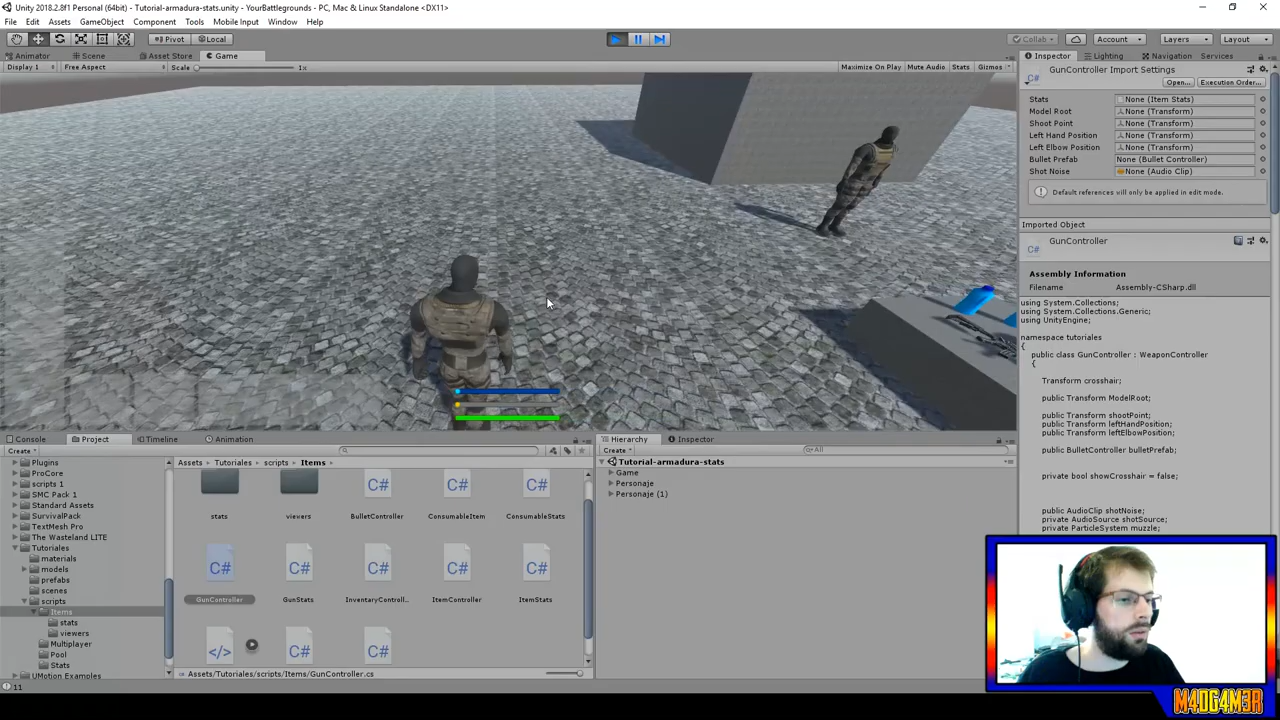 Unity 2018.2.8f1 Personal (64bit) - Tutorial-armadura-stats.unity - YourBattlegrounds - PC, Mac & Linux Standalone <DX11>
File Edit Assets GameObject Component Tools Mobile Input Window Help
Pivot Local Collab Account Layers Layout
Animator Scene Asset Store Game Inspector Lighting Navigation Services
Display 1 Free Aspect Scale 1x Maximize On Play Mute Audio Stats Gizmos
GunController Import Settings
Open... Execution Order...
Stats None (Item Stats)
Model Root None (Transform)
Shoot Point None (Transform)
Left Hand Position None (Transform)
Left Elbow Position None (Transform)
Bullet Prefab None (Bullet Controller)
Shot Noise None (Audio Clip)
Default references will only be applied in edit mode.
Imported Object
GunController
C#
Assembly Information
Filename Assembly-CSharp.dll
using System.Collections;
using System.Collections.Generic;
using UnityEngine;
namespace tutoriales
{
public class GunController : WeaponController
{
Transform crosshair;
public Transform ModelRoot;
public Transform shootPoint;
public Transform leftHandPosition;
public Transform leftElbowPosition;
public BulletController bulletPrefab;
private bool showCrosshair = false;
public AudioClip shotNoise;
private AudioSource shotSource;
private ParticleSystem muzzle;
Console Project Timeline Animation
Create
Plugins
ProCore
scripts 1
SMC Pack 1
Standard Assets
SurvivalPack
TextMesh Pro
The Wasteland LITE
Tutoriales
materials
models
prefabs
scenes
scripts
Items
stats
viewers
Multiplayer
Pool
Stats
UMotion Examples
Assets Tutoriales scripts Items
C# C# C#
stats viewers BulletController ConsumableItem ConsumableStats
C# C# C# C# C#
GunController GunStats InventoryControll... ItemController ItemStats
</> C# C#
Assets/Tutoriales/scripts/Items/GunController.cs
Hierarchy Inspector
Create All
Tutorial-armadura-stats
Game
Personaje
Personaje (1)
11
M40G4M3R